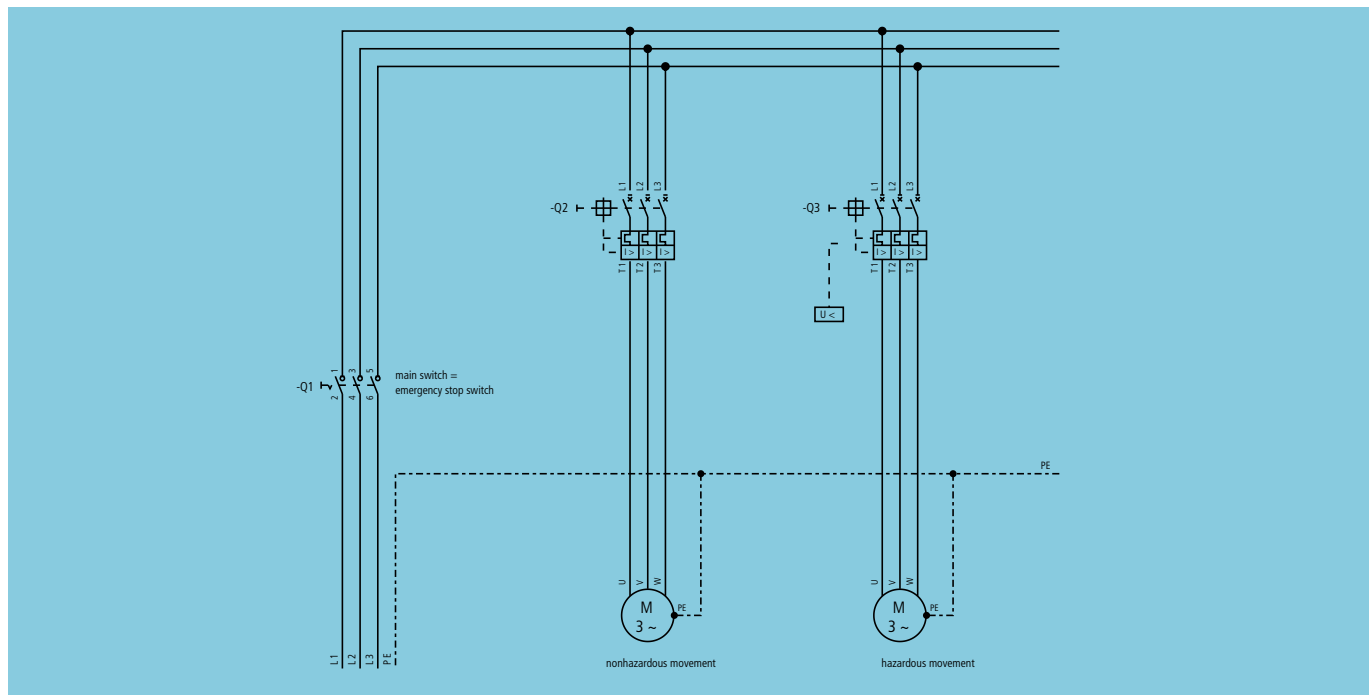 L1 L2 L3 L1 L2 L3
-Q2 -Q3
I > I > I > I > I > I >
T1 T2 T3 T1 T2 T3
U <
-Q1 1 3 5 main switch =
2 4 6 emergency stop switch
PE
U V W U V W
M PE M PE
3 ~ 3 ~
L1 L2 L3 PE nonhazardous movement hazardous movement